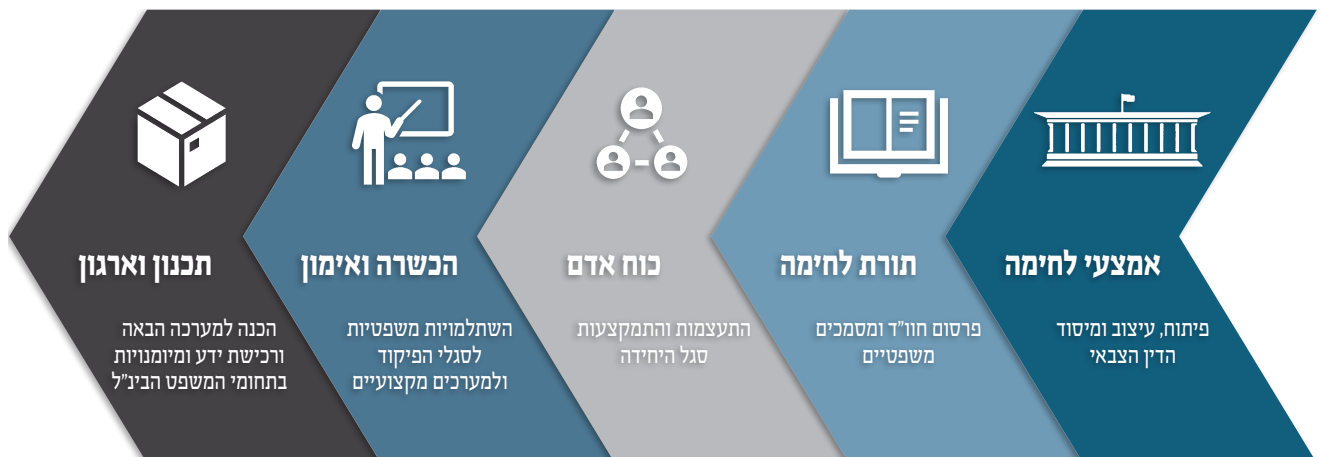 אמצעי לחימה
פיתוח, עיצוב ומיסוד
הדין הצבאי
תורת לחימה
פרסום חוו"ד ומסמכים
משפטיים
כוח אדם
התעצמות והתמקצעות
סגל היחידה
הכשרה ואימון
השתלמויות משפטיות
לסגלי הפיקוד
ולמערכים מקצועיים
תכנון וארגון
הכנה למערכה הבאה
ורכישת ידע ומיומנויות
בתחומי המשפט הבינ"ל